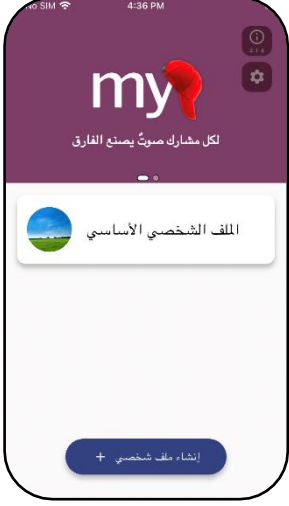 No SIM 4:36 PM
my
لكل مشارك صوتٌ يصنع الفارق
الملف الشخصي الأساسي
إنشاء ملف شخصي +